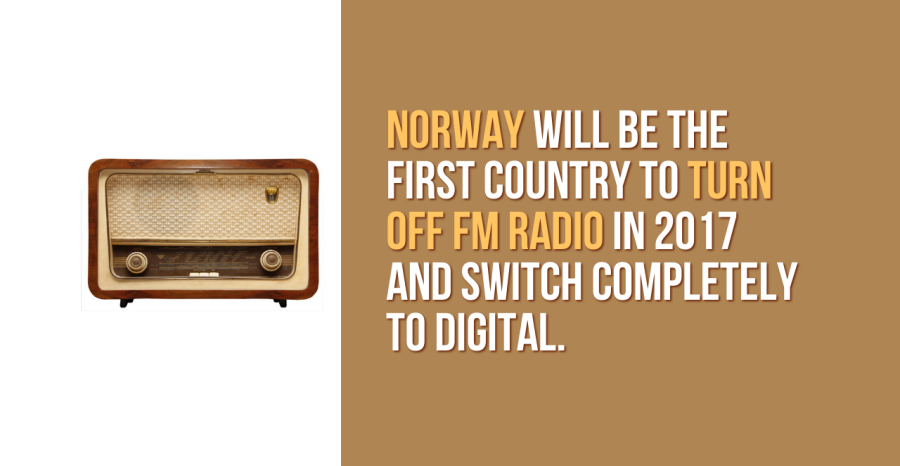 NORWAY WILL BE THE
FIRST COUNTRY TO TURN
OFF FM RADIO IN 2017
AND SWITCH COMPLETELY
TO DIGITAL.